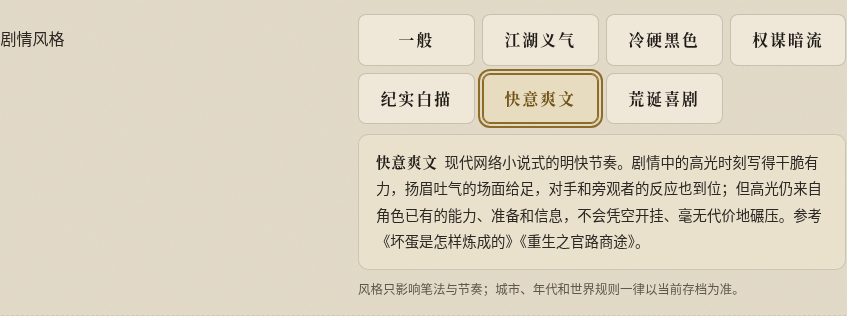 剧情风格
一般 江湖义气 冷硬黑色 权谋暗流
纪实白描 快意爽文 荒诞喜剧
快意爽文 现代网络小说式的明快节奏。剧情中的高光时刻写得干脆有
力，扬眉吐气的场面给足，对手和旁观者的反应也到位；但高光仍来自
角色已有的能力、准备和信息，不会凭空开挂、毫无代价地碾压。参考
《坏蛋是怎样炼成的》《重生之官路商途》。
风格只影响笔法与节奏；城市、年代和世界规则一律以当前存档为准。